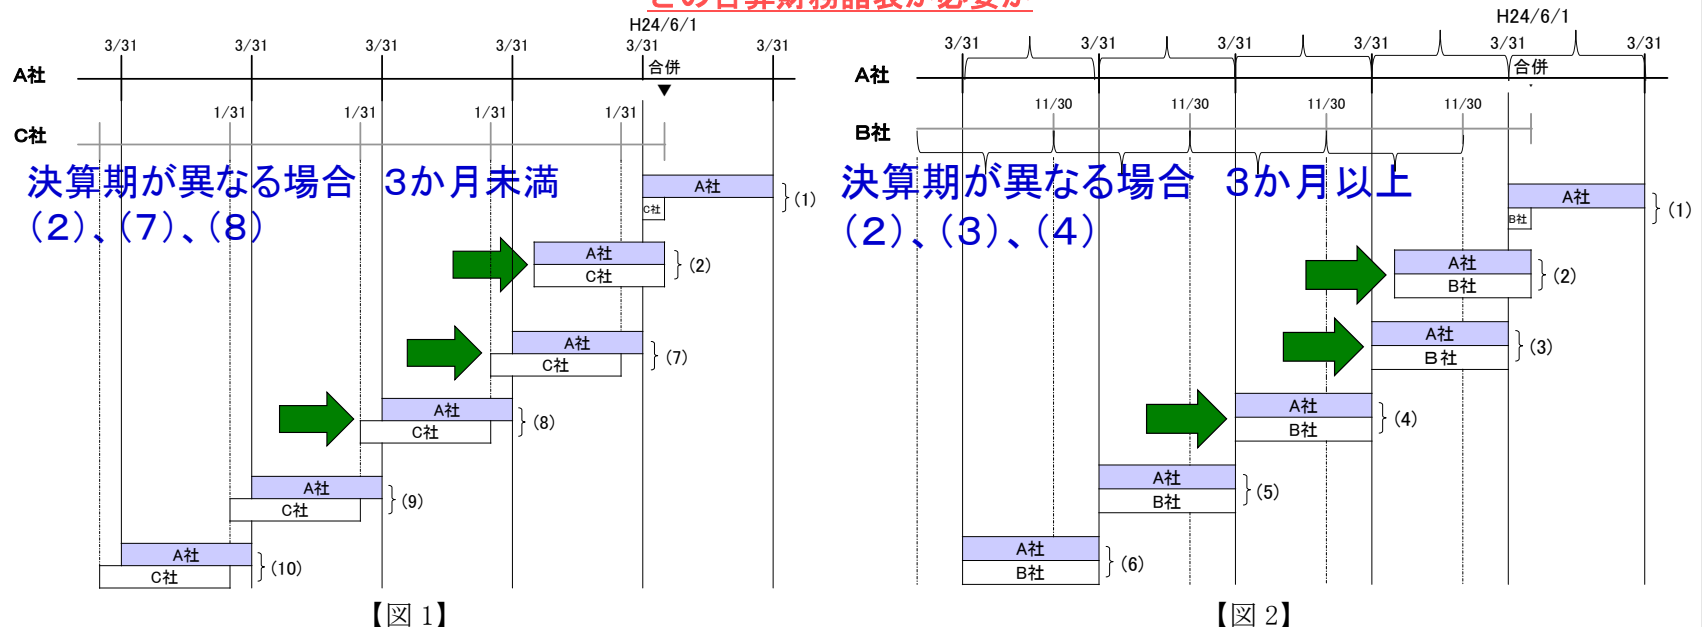 どの合算財務諸表が必要か
H24/6/1
3/31 3/31 3/31 3/31 3/31 3/31
A社
合併
▼
1/31 1/31 1/31 1/31
C社
決算期が異なる場合 3か月未満
(2)、(7)、(8)
A社
C社
(1)
A社
C社
(2)
A社
C社
(7)
A社
C社
(8)
A社
C社
(9)
A社
C社
(10)
【図 1】
H24/6/1
3/31 3/31 3/31 3/31 3/31 3/31
A社
合併
11/30 11/30 11/30 11/30
B社
決算期が異なる場合 3か月以上
(2)、(3)、(4)
A社
B社
(1)
A社
B社
(2)
A社
B社
(3)
A社
B社
(4)
A社
B社
(5)
A社
B社
(6)
【図 2】